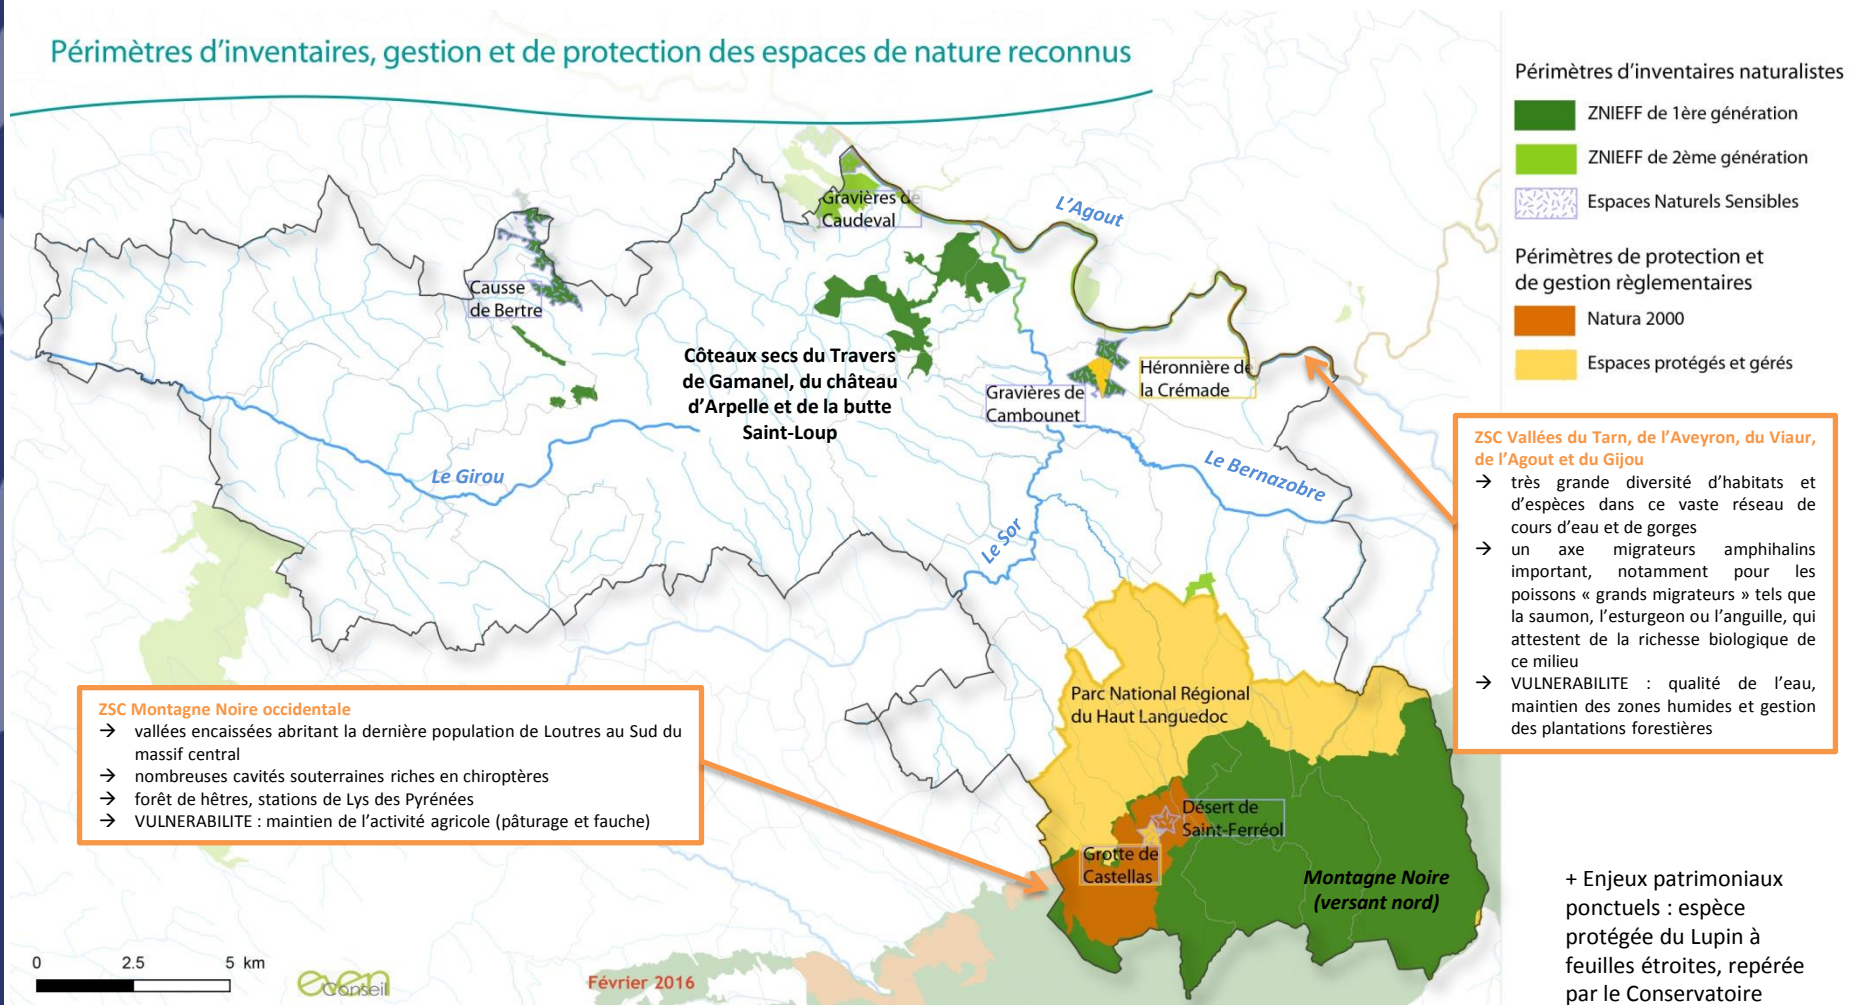 Périmètres d'inventaires, gestion et de protection des espaces de nature reconnus
Périmètres d'inventaires naturalistes
ZNIEFF de 1ère génération
ZNIEFF de 2ème génération
Espaces Naturels Sensibles
Périmètres de protection et
de gestion règlementaires
Natura 2000
Espaces protégés et gérés
Gravières de
Caudeval
L'Agout
Causse
de Bertre
Côteaux secs du Travers
de Gamanel, du château
d'Arpelle et de la butte
Saint-Loup
Héronnière de
la Crémade
Gravières de
Cambounet
Le Girou
Le Bernazobre
Le Sor
ZSC Vallées du Tarn, de l'Aveyron, du Viaur,
de l'Agout et du Gijou
→ très grande diversité d'habitats et
d'espèces dans ce vaste réseau de
cours d'eau et de gorges
→ un axe migrateurs amphihalins
important, notamment pour les
poissons « grands migrateurs » tels que
la saumon, l'esturgeon ou l'anguille, qui
attestent de la richesse biologique de
ce milieu
→ VULNERABILITE : qualité de l'eau,
maintien des zones humides et gestion
des plantations forestières
Parc National Régional
du Haut Languedoc
ZSC Montagne Noire occidentale
→ vallées encaissées abritant la dernière population de Loutres au Sud du
massif central
→ nombreuses cavités souterraines riches en chiroptères
→ forêt de hêtres, stations de Lys des Pyrénées
→ VULNERABILITE : maintien de l'activité agricole (pâturage et fauche)
Désert de
Saint-Ferréol
Grotte de
Castellas
Montagne Noire
(versant nord)
+ Enjeux patrimoniaux
ponctuels : espèce
protégée du Lupin à
feuilles étroites, repérée
par le Conservatoire
0 2.5 5 km
even
Conseil
Février 2016